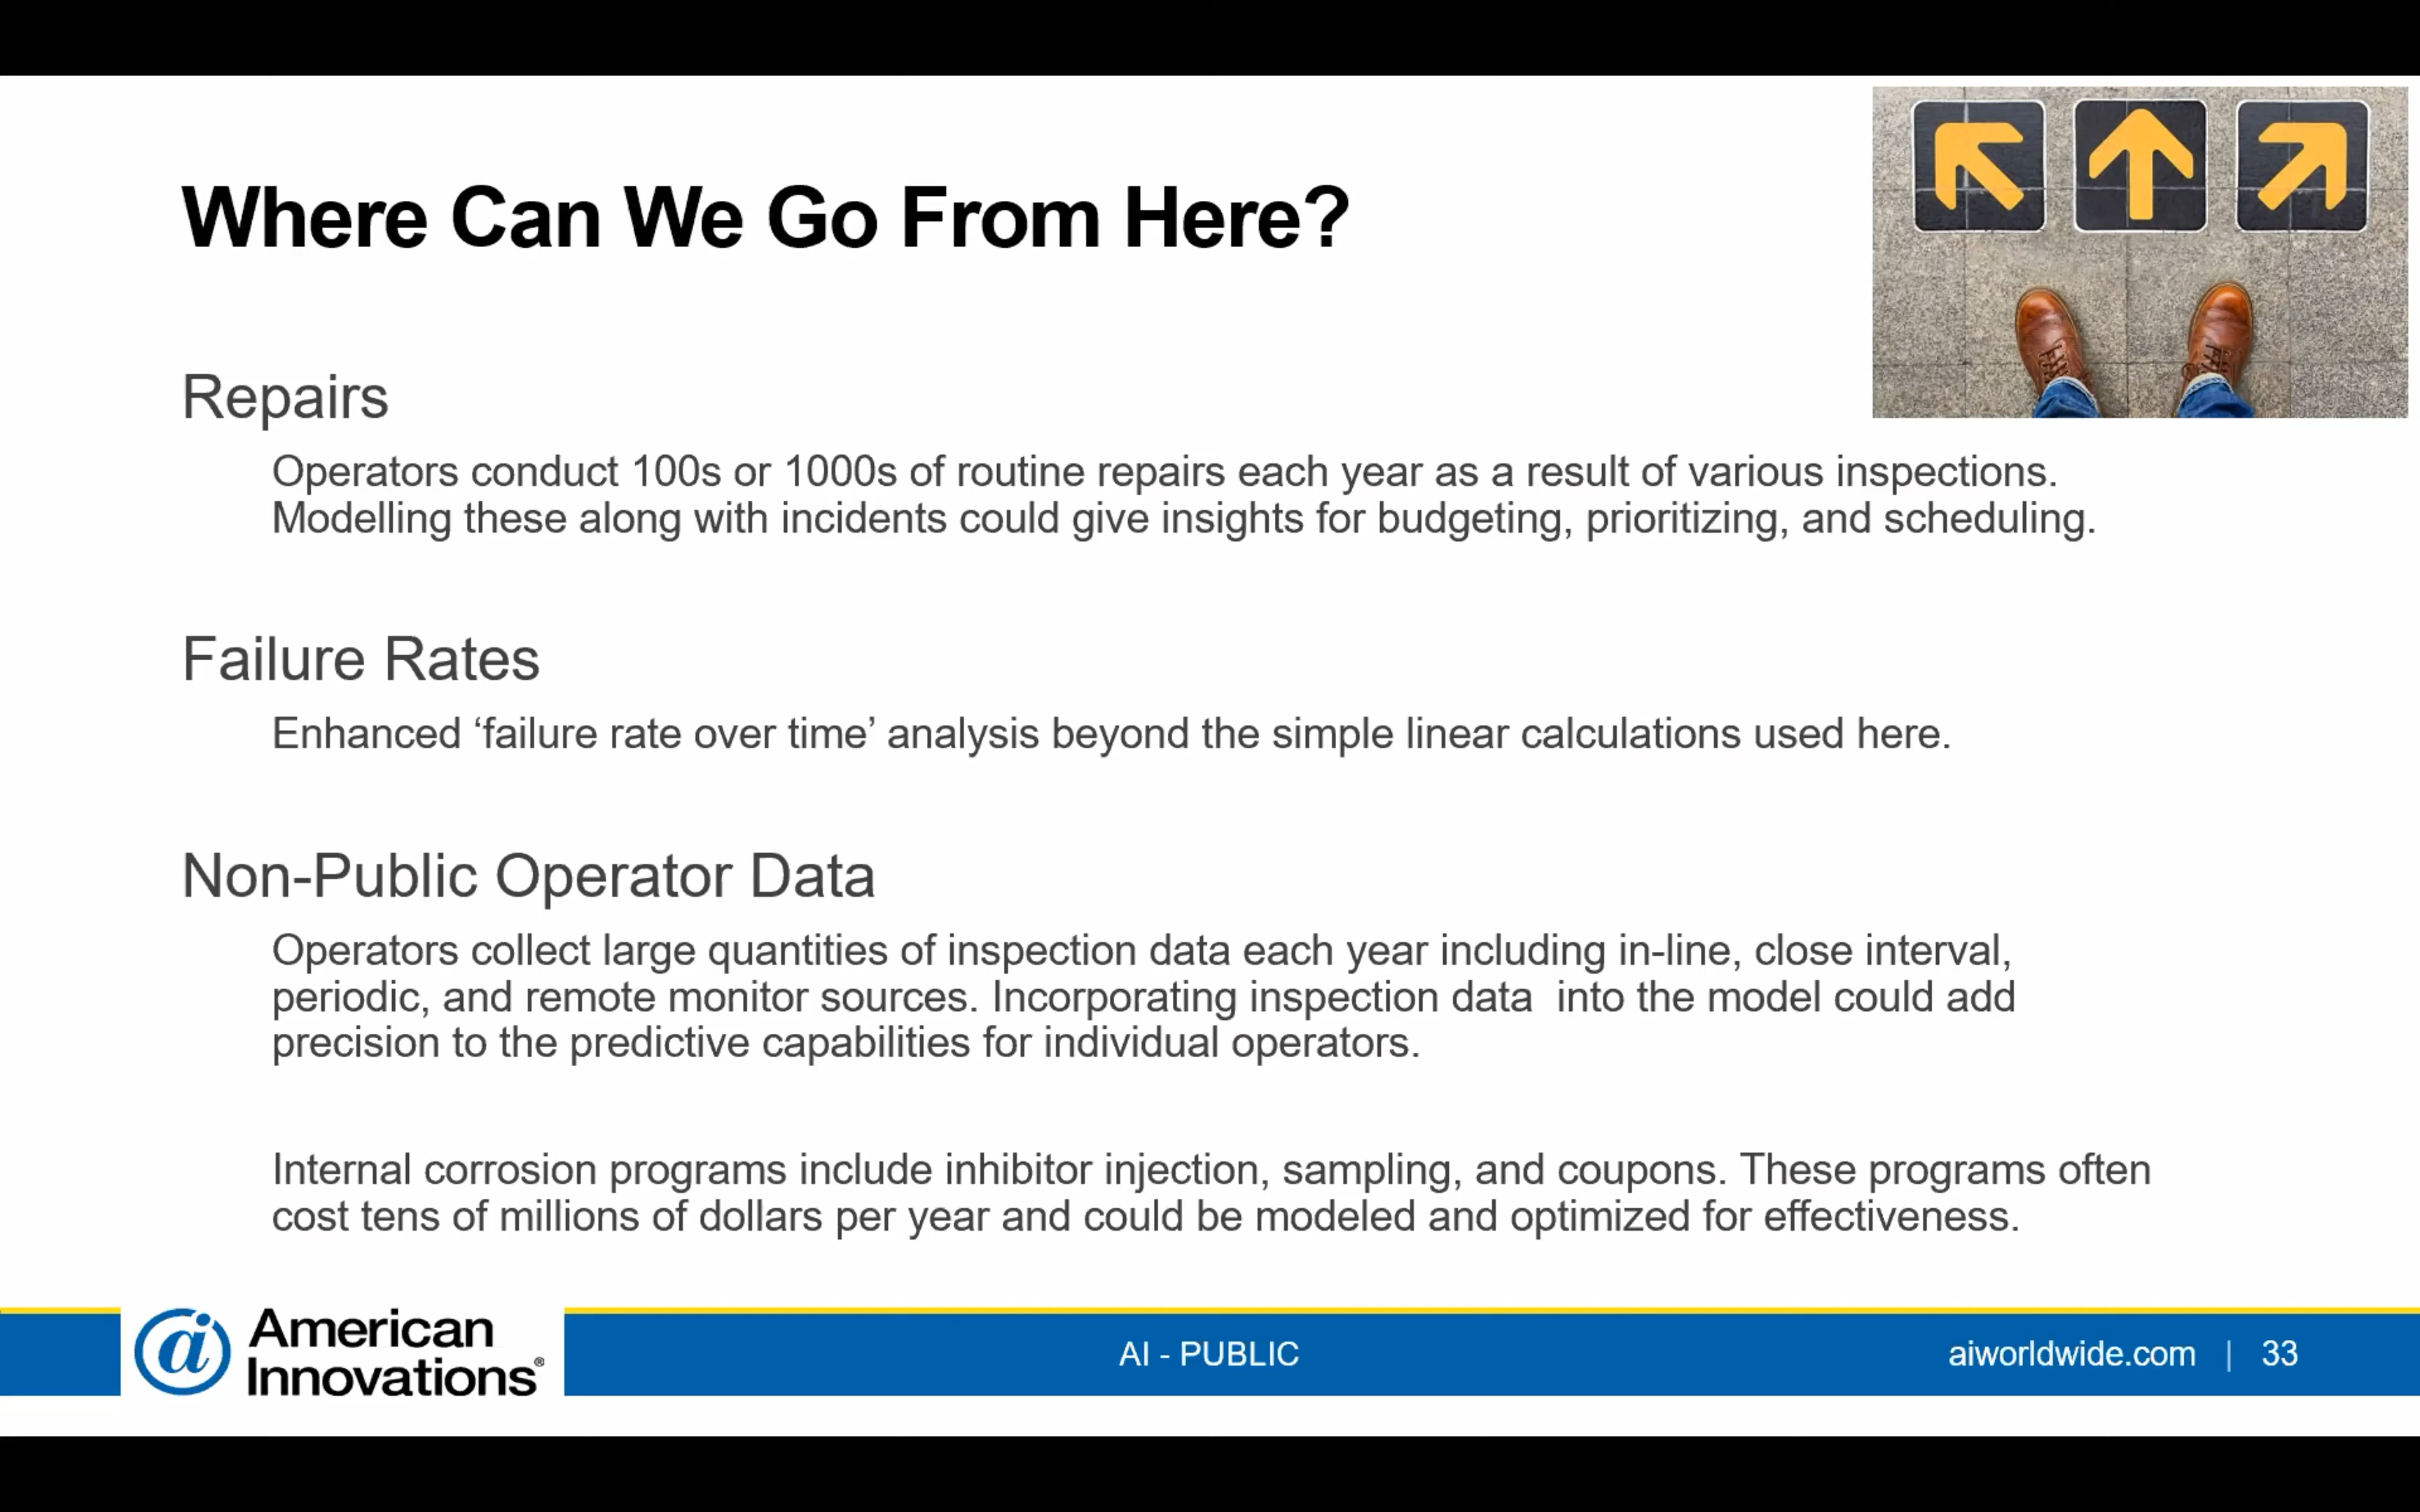 Where Can We Go From Here?
Repairs
Operators conduct 100s or 1000s of routine repairs each year as a result of various inspections.
Modelling these along with incidents could give insights for budgeting, prioritizing, and scheduling.
Failure Rates
Enhanced ‘failure rate over time’ analysis beyond the simple linear calculations used here.
Non-Public Operator Data
Operators collect large quantities of inspection data each year including in-line, close interval,
periodic, and remote monitor sources. Incorporating inspection data  into the model could add
precision to the predictive capabilities for individual operators.
Internal corrosion programs include inhibitor injection, sampling, and coupons. These programs often
cost tens of millions of dollars per year and could be modeled and optimized for effectiveness.
ai American
Innovations®
AI - PUBLIC
aiworldwide.com | 33